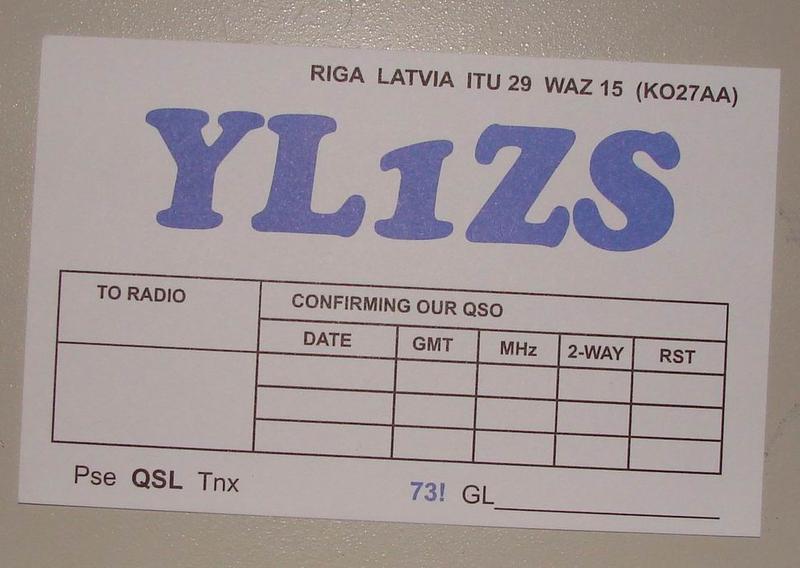 RIGA LATVIA ITU 29 WAZ 15 (KO27AA)
YL1ZS
TO RADIO
CONFIRMING OUR QSO
DATE GMT MHz 2-WAY RST
Pse QSL Tnx
73! GL